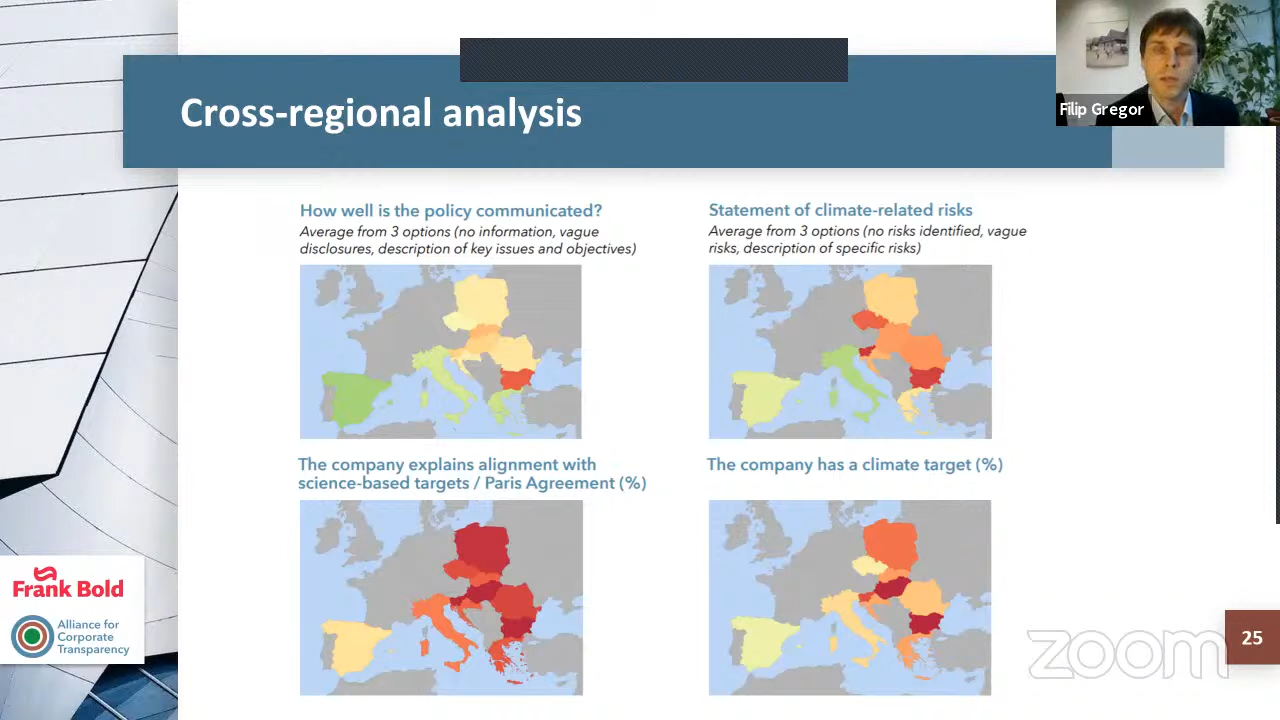 Cross-regional analysis
Filip Gregor
How well is the policy communicated?
Average from 3 options (no information, vague
disclosures, description of key issues and objectives)
Statement of climate-related risks
Average from 3 options (no risks identified, vague
risks, description of specific risks)
The company explains alignment with
science-based targets / Paris Agreement (%)
The company has a climate target (%)
Frank Bold
Alliance for
Corporate
Transparency
25
zoom